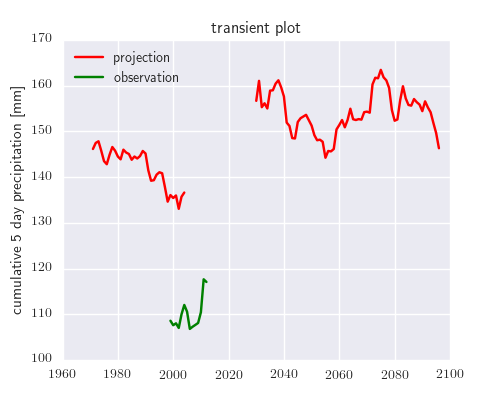 transient plot
170
160
150
140
130
120
110
100
cumulative 5 day precipitation [mm]
projection
observation
1960 1980 2000 2020 2040 2060 2080 2100